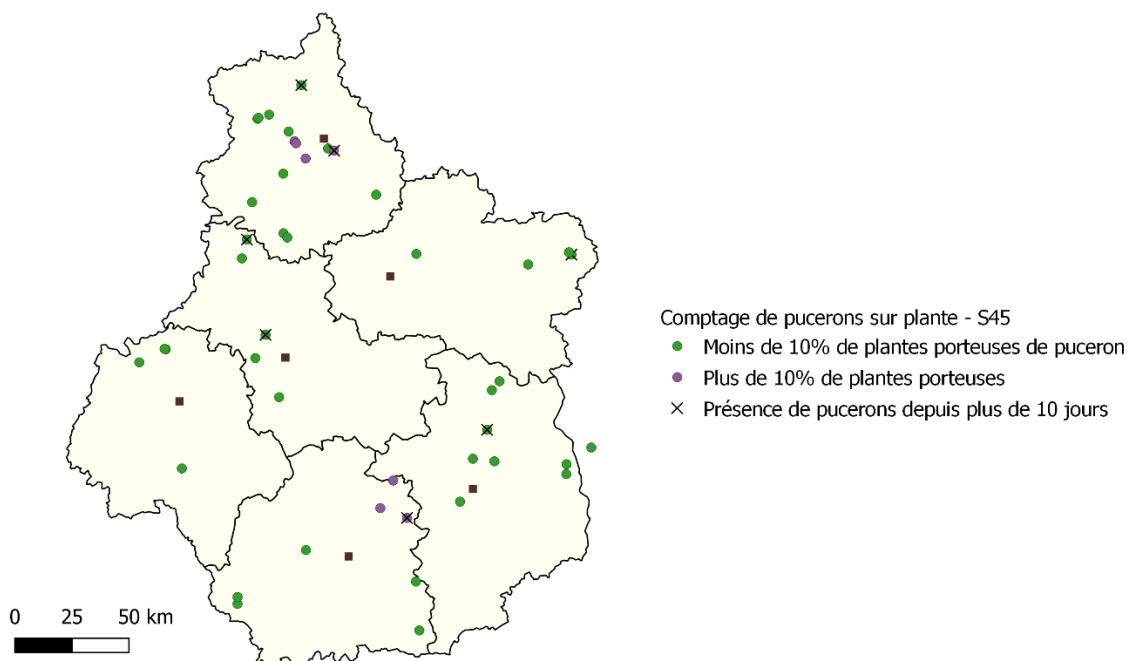 Comptage de pucerons sur plante - S45
Moins de 10% de plantes porteuses de puceron
Plus de 10% de plantes porteuses
Présence de pucerons depuis plus de 10 jours
0 25 50 km